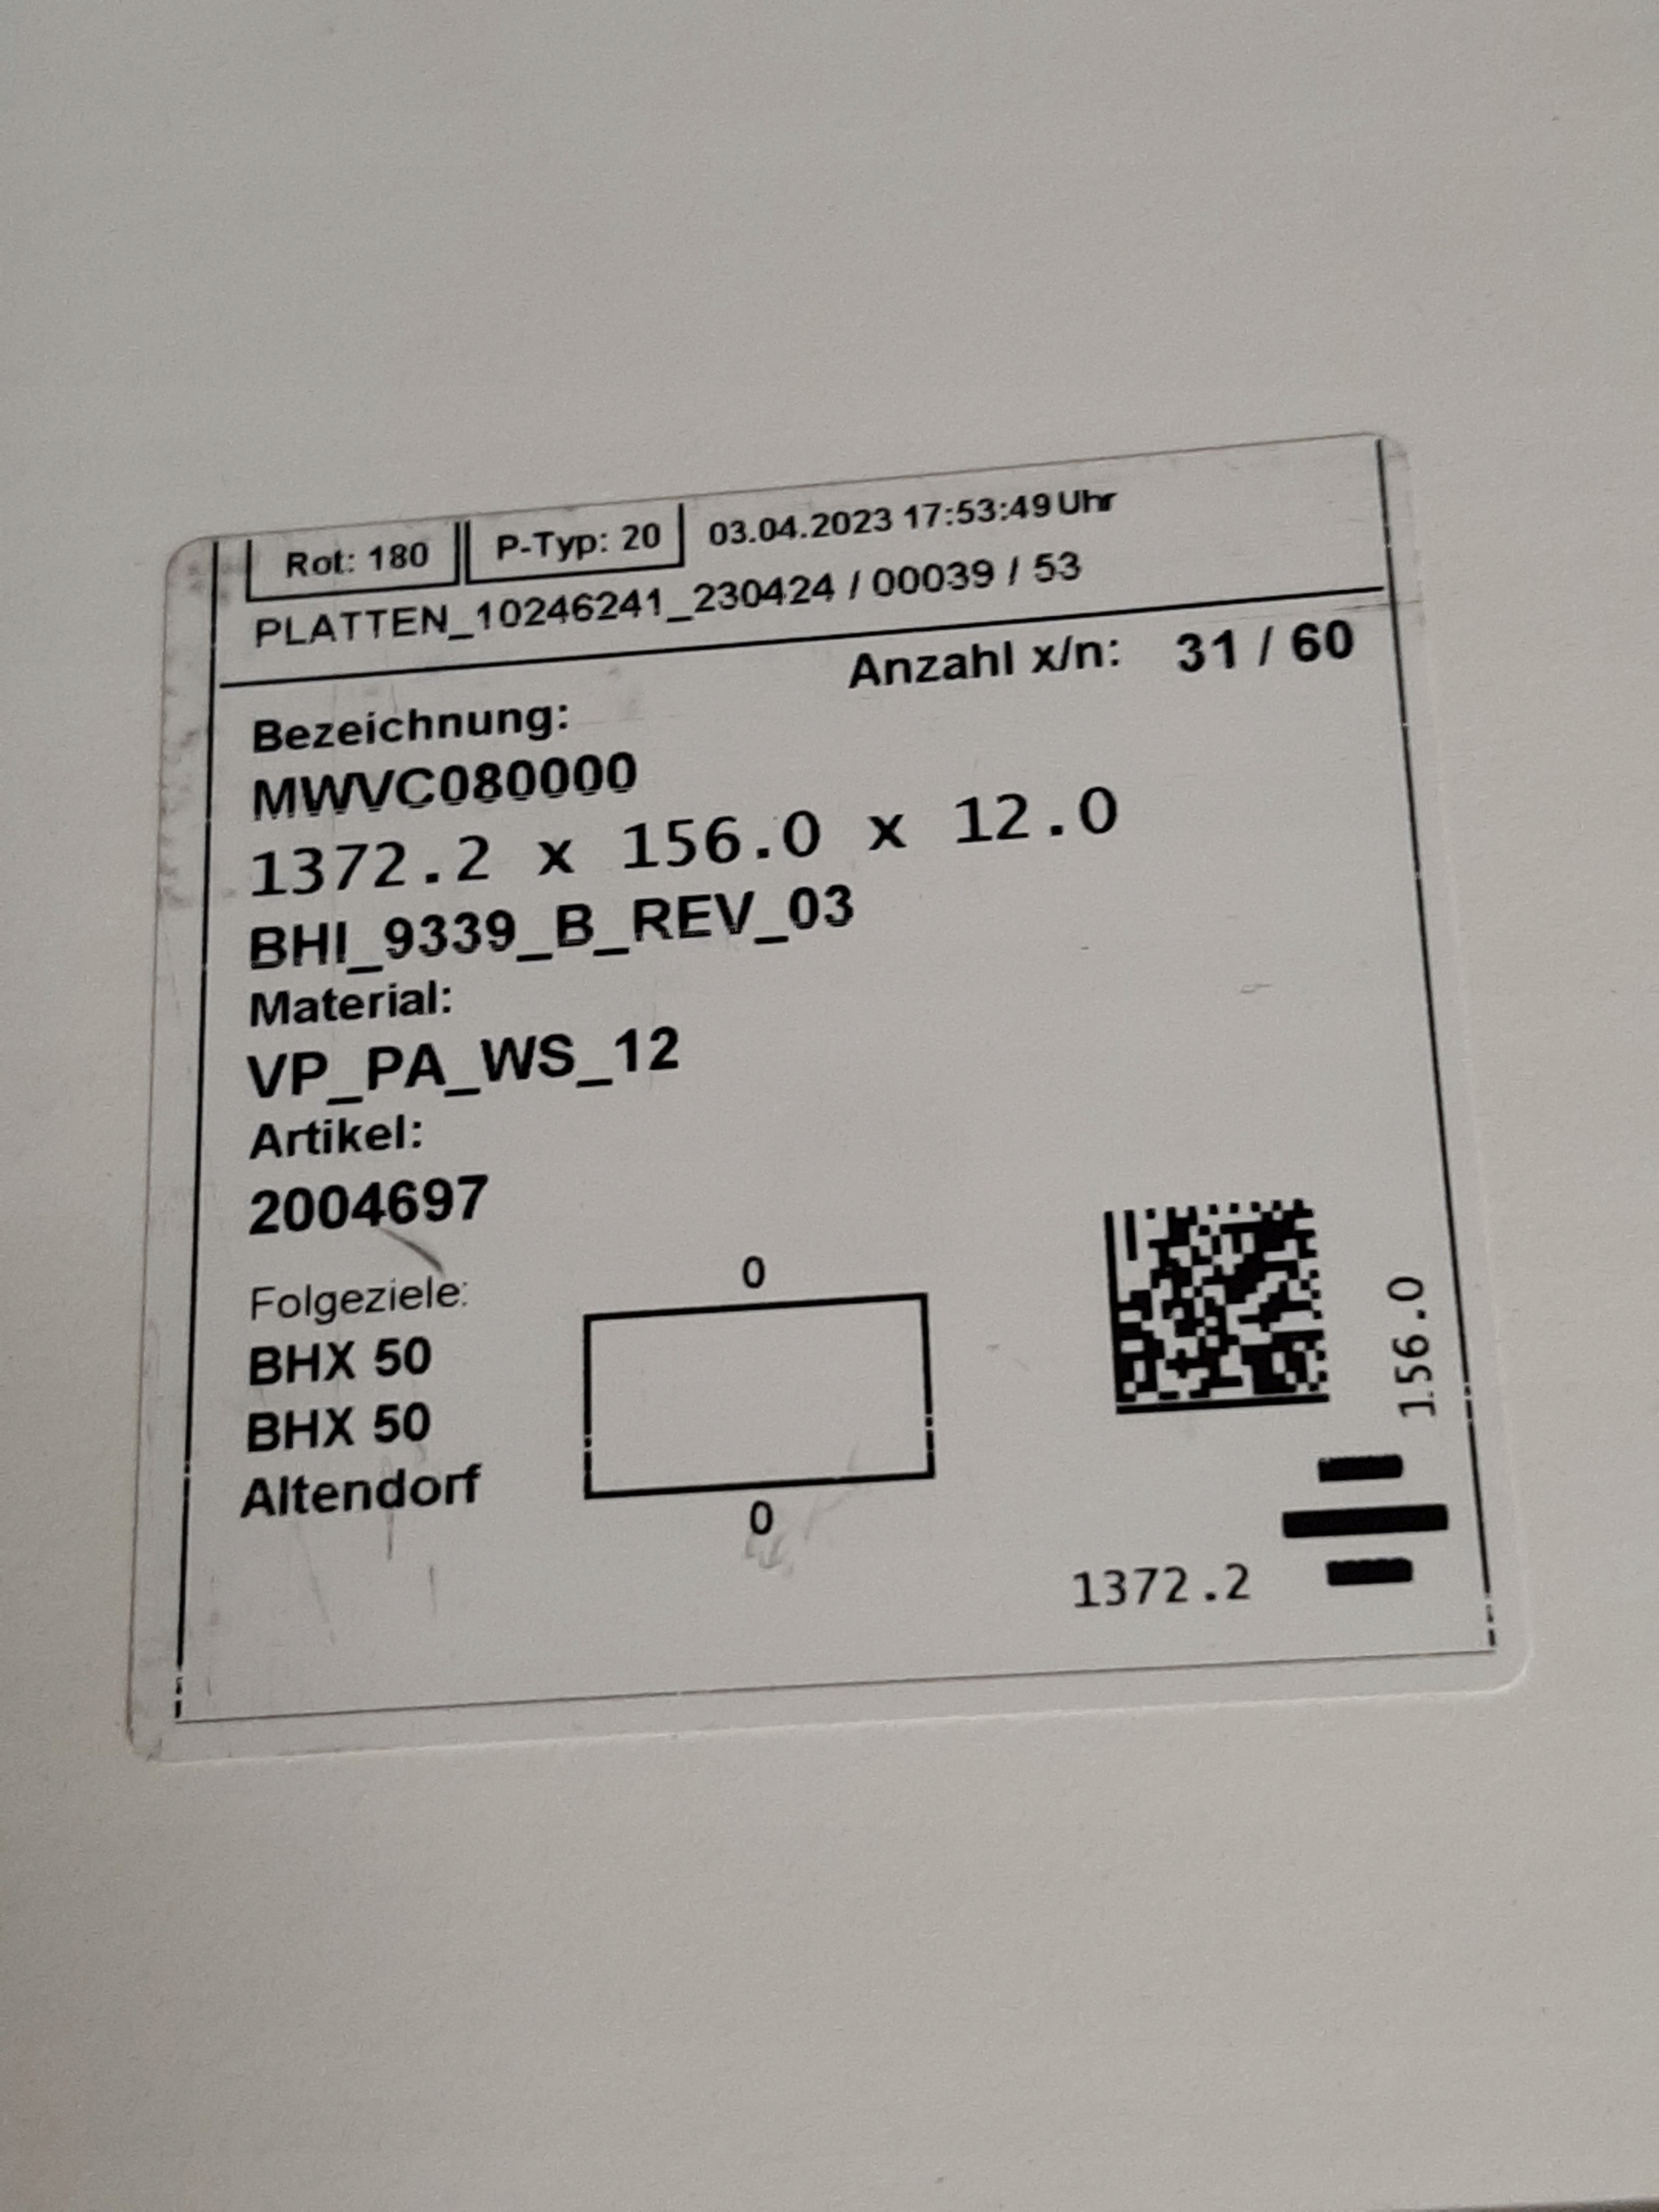 Rot: 180 P-Typ: 20 03.04.2023 17:53:49 Uhr
PLATTEN_10246241_230424 / 00039 / 53
Anzahl x/n: 31 / 60
Bezeichnung:
MWVC080000
1372.2 x 156.0 x 12.0
BHI_9339_B_REV_03
Material:
VP_PA_WS_12
Artikel:
2004697
Folgeziele:
BHX 50
BHX 50
Altendorf
0
0
156.0
1372.2